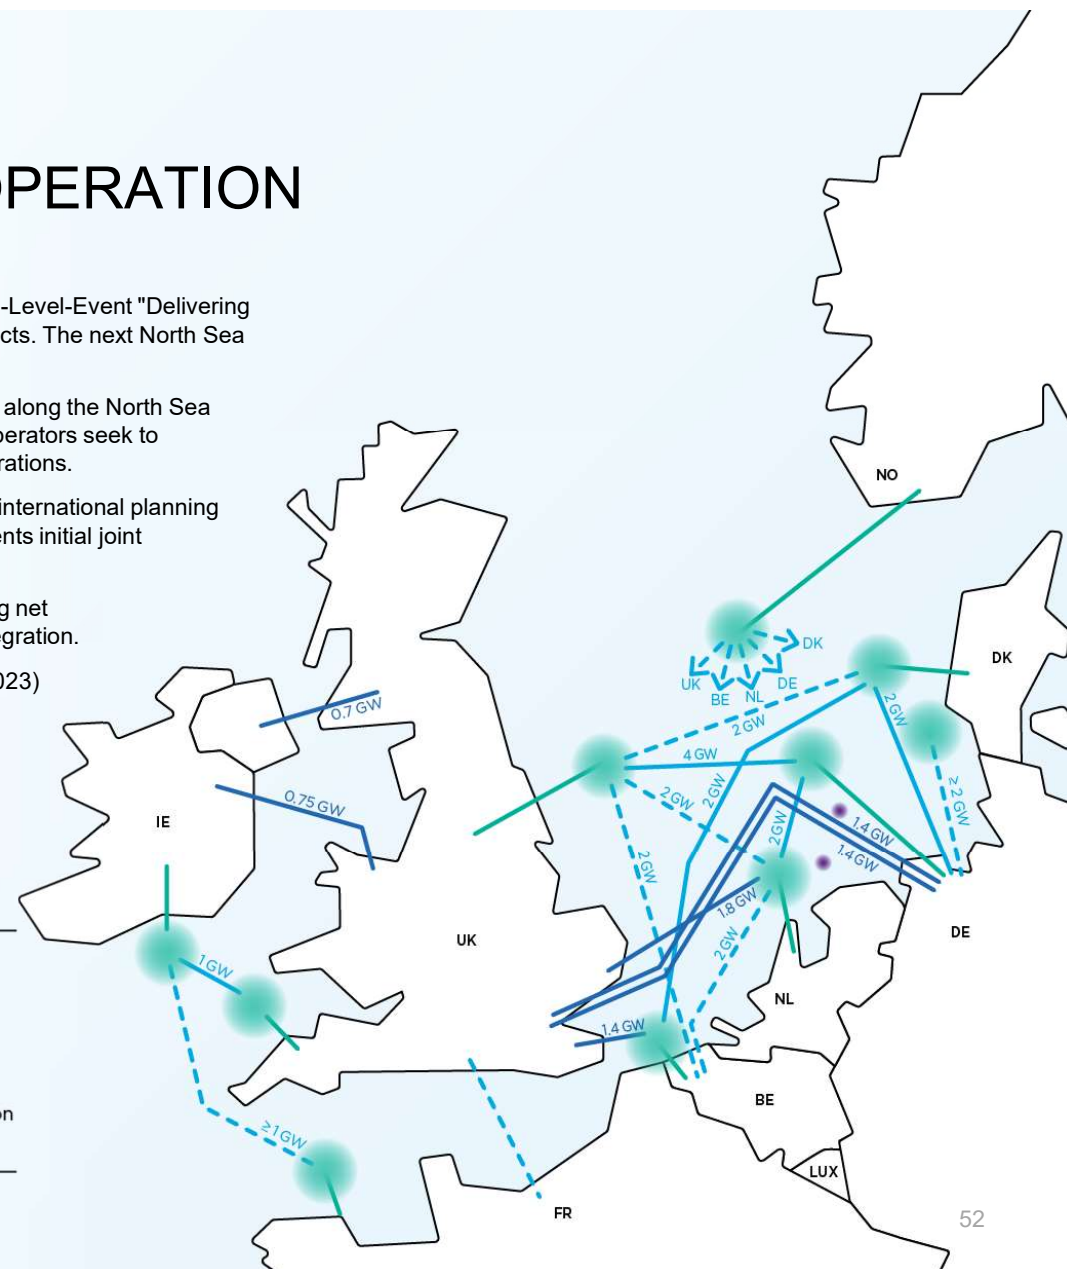 OPERATION
-Level-Event "Delivering
cts. The next North Sea
along the North Sea
perators seek to
rations.
international planning
ents initial joint
g net
egration.
023)
NO
DK
DK
UK
BE
NL
DE
2 GW
2 GW
4 GW
2 GW
2 GW
≥ 2 GW
0.7 GW
0.75 GW
IE
2 GW
2 GW
1.4 GW
1.4 GW
1.8 GW
2 GW
UK
DE
1 GW
NL
1.4 GW
BE
on
≥1 GW
LUX
FR
52